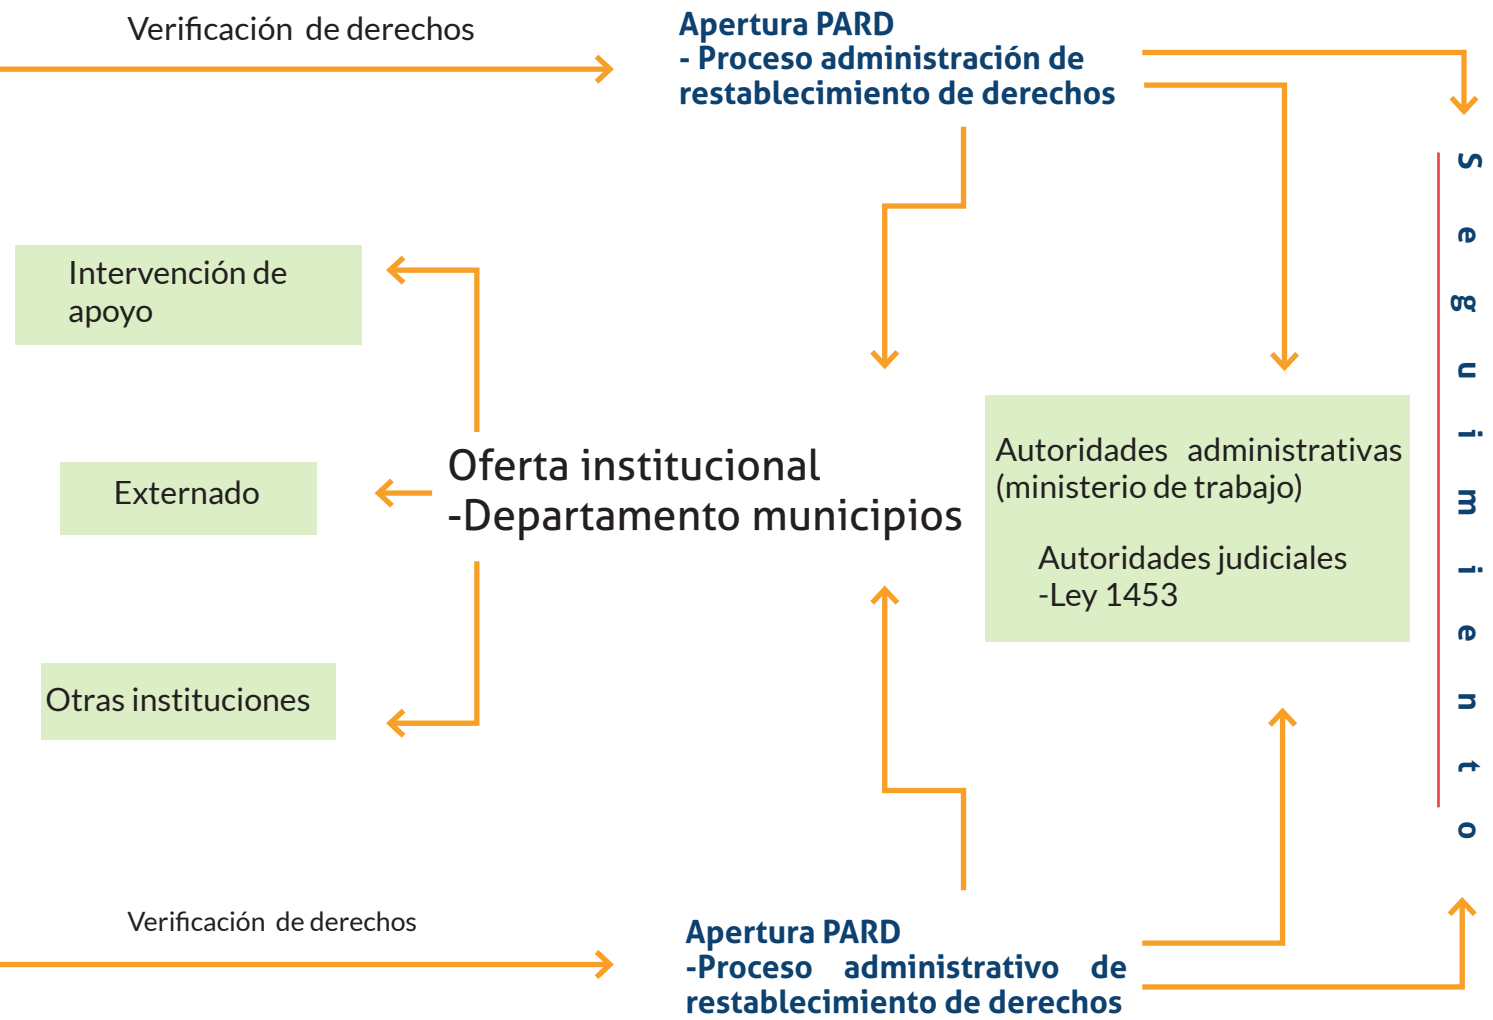 Verificación de derechos
Apertura PARD
- Proceso administración de
restablecimiento de derechos
Intervención de
apoyo
Externado
Otras instituciones
Oferta institucional
-Departamento municipios
Autoridades administrativas
(ministerio de trabajo)
Autoridades judiciales
-Ley 1453
Seguimiento
Verificación de derechos
Apertura PARD
-Proceso administrativo de
restablecimiento de derechos